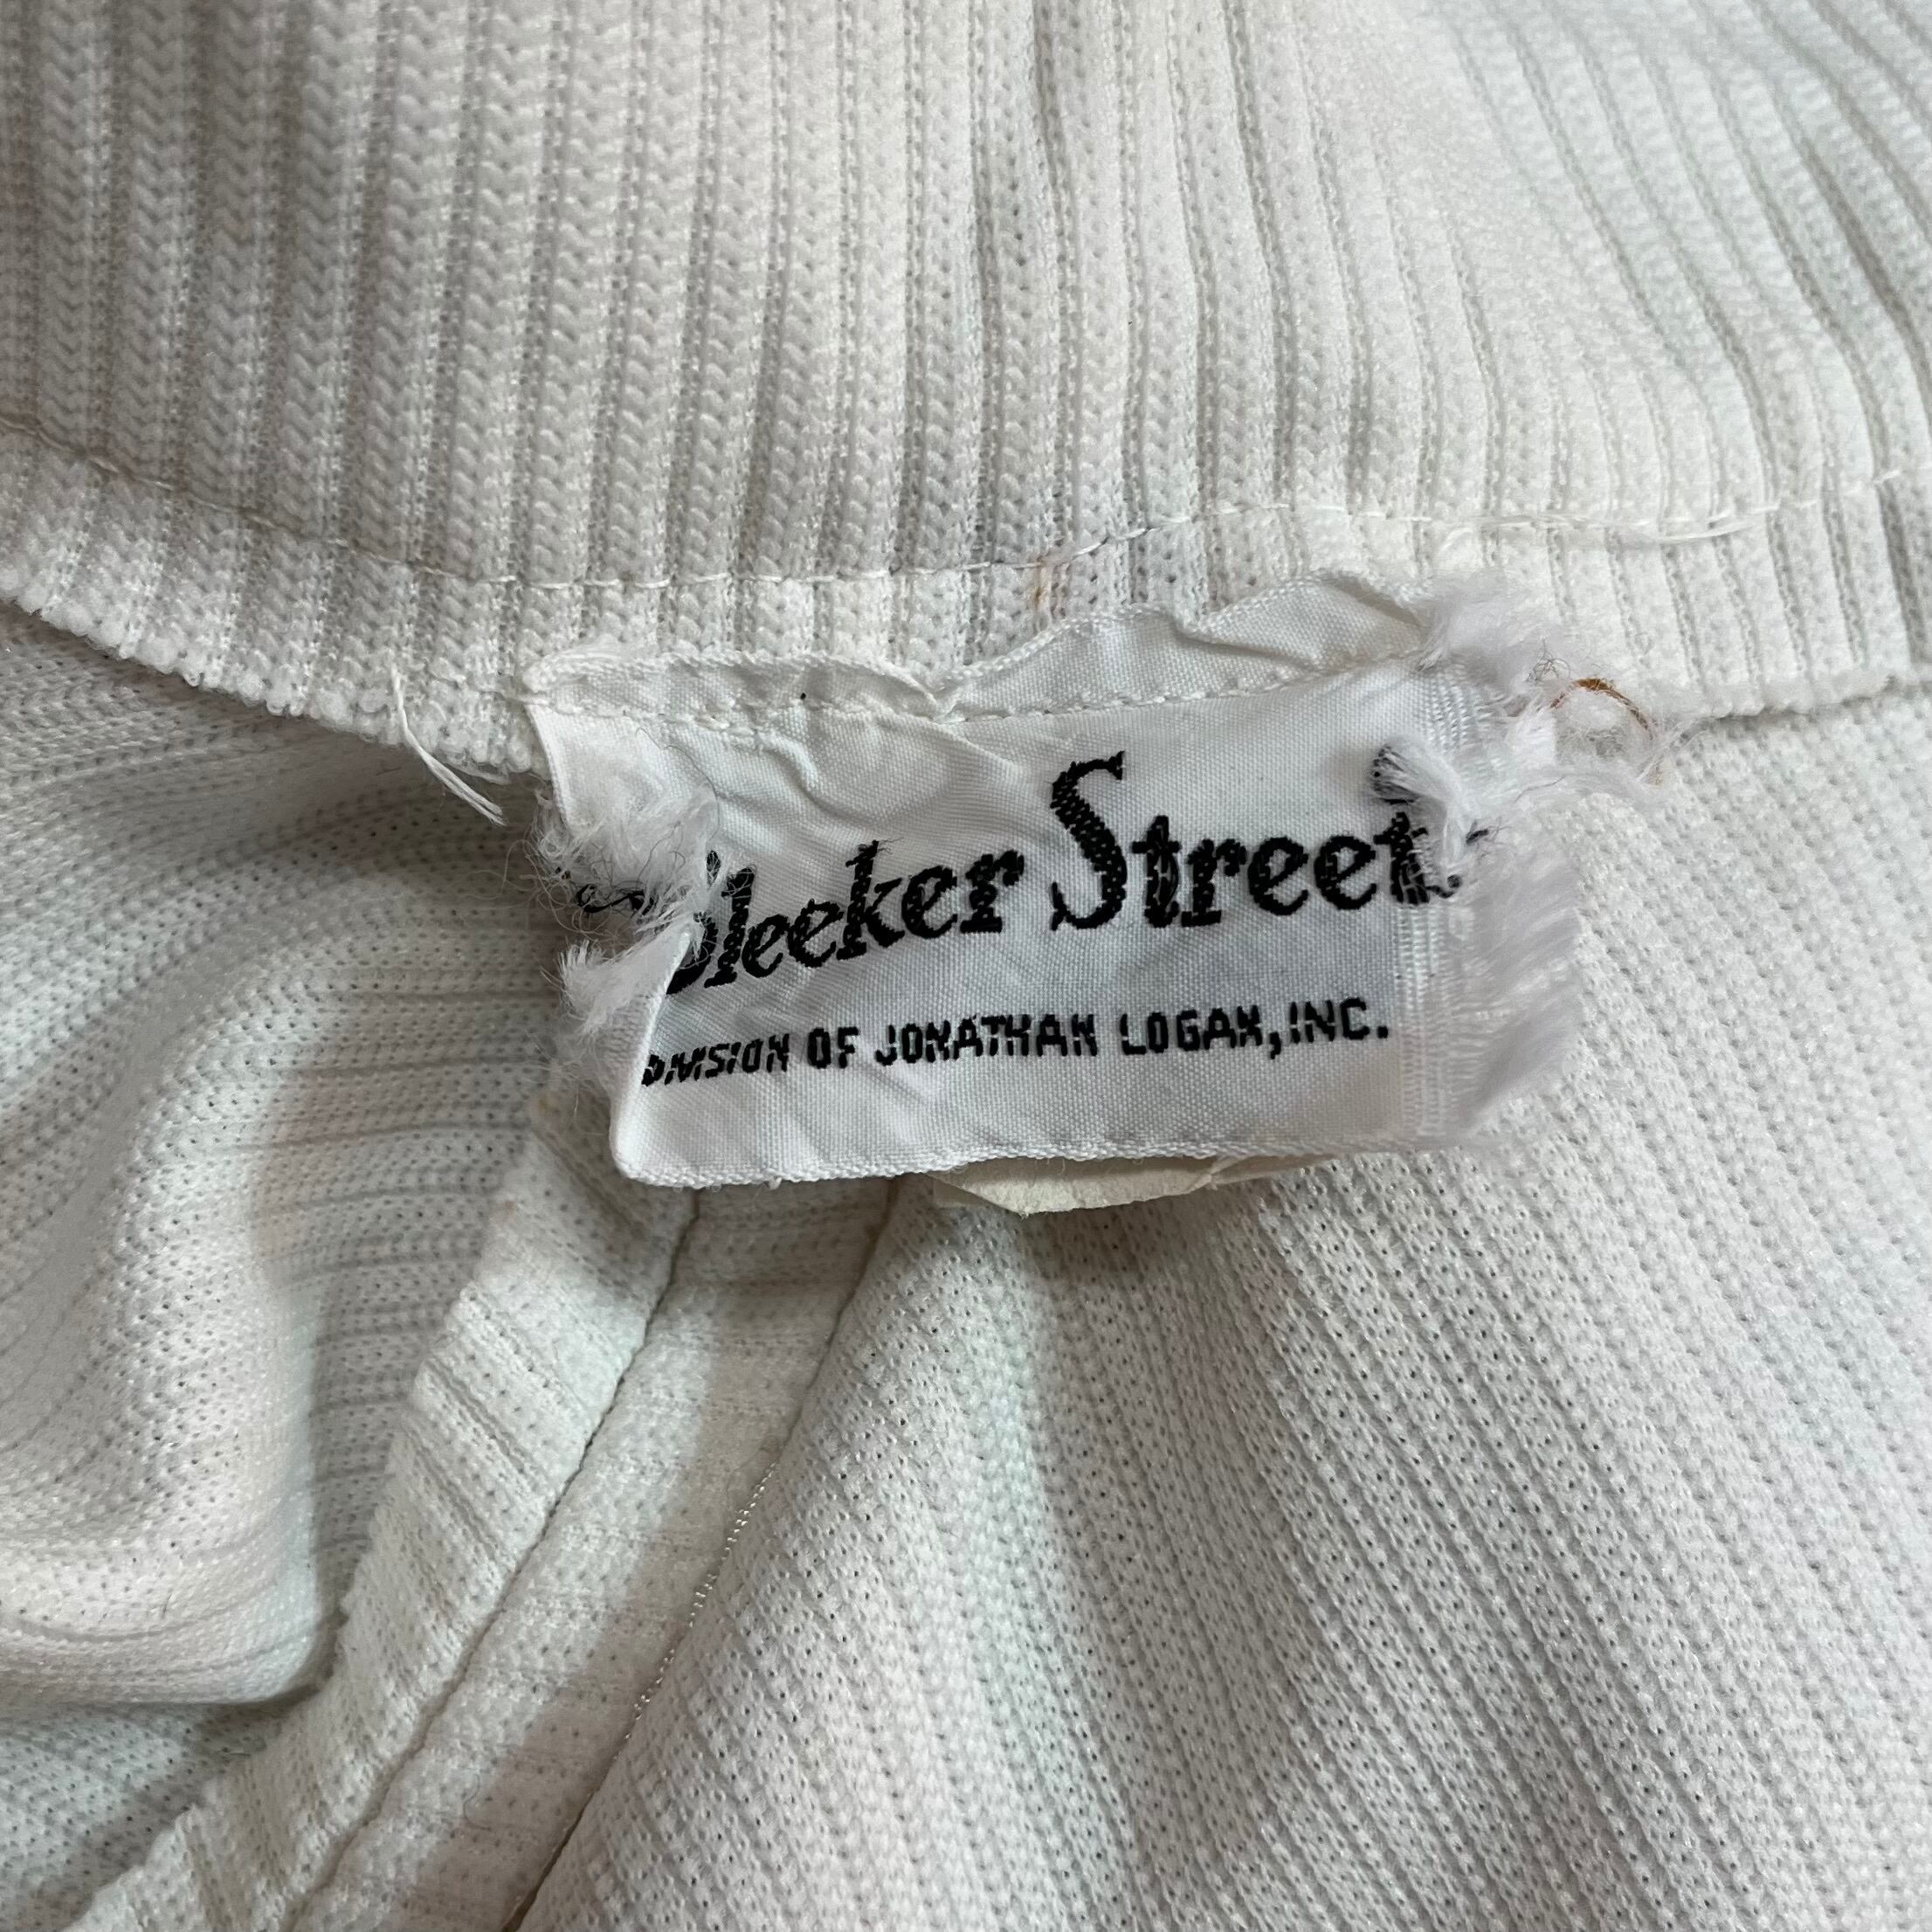 Bleeker Street
DIVISION OF JONATHAN LOGAN, INC.